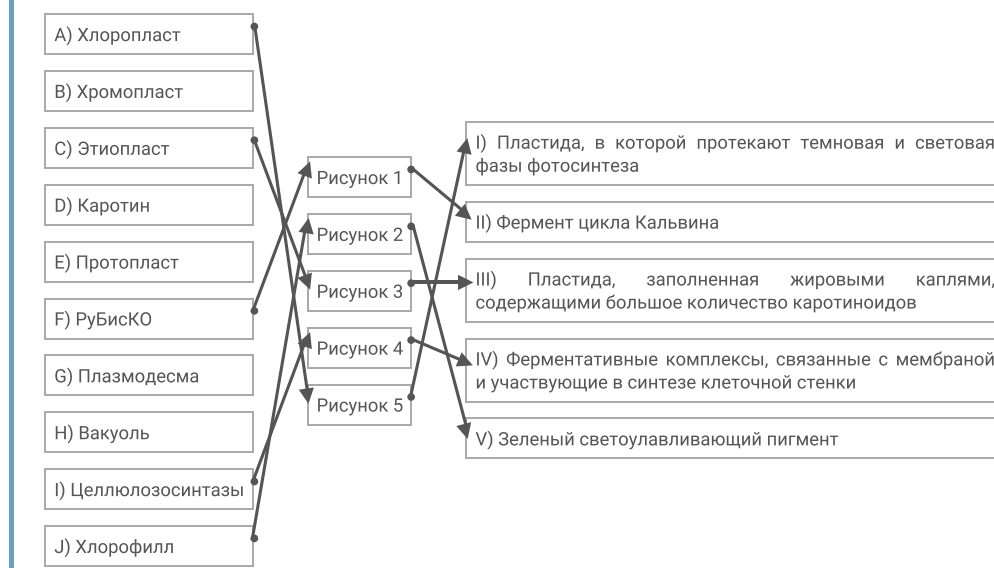 A) Хлоропласт
B) Хромопласт
C) Этиопласт
D) Каротин
E) Протопласт
F) РуБисКО
G) Плазмодесма
H) Вакуоль
I) Целлюлозосинтазы
J) Хлорофилл
Рисунок 1
Рисунок 2
Рисунок 3
Рисунок 4
Рисунок 5
I) Пластида, в которой протекают темновая и световая
фазы фотосинтеза
II) Фермент цикла Кальвина
III) Пластида, заполненная жировыми каплями,
содержащими большое количество каротиноидов
IV) Ферментативные комплексы, связанные с мембраной
и участвующие в синтезе клеточной стенки
V) Зеленый светоулавливающий пигмент